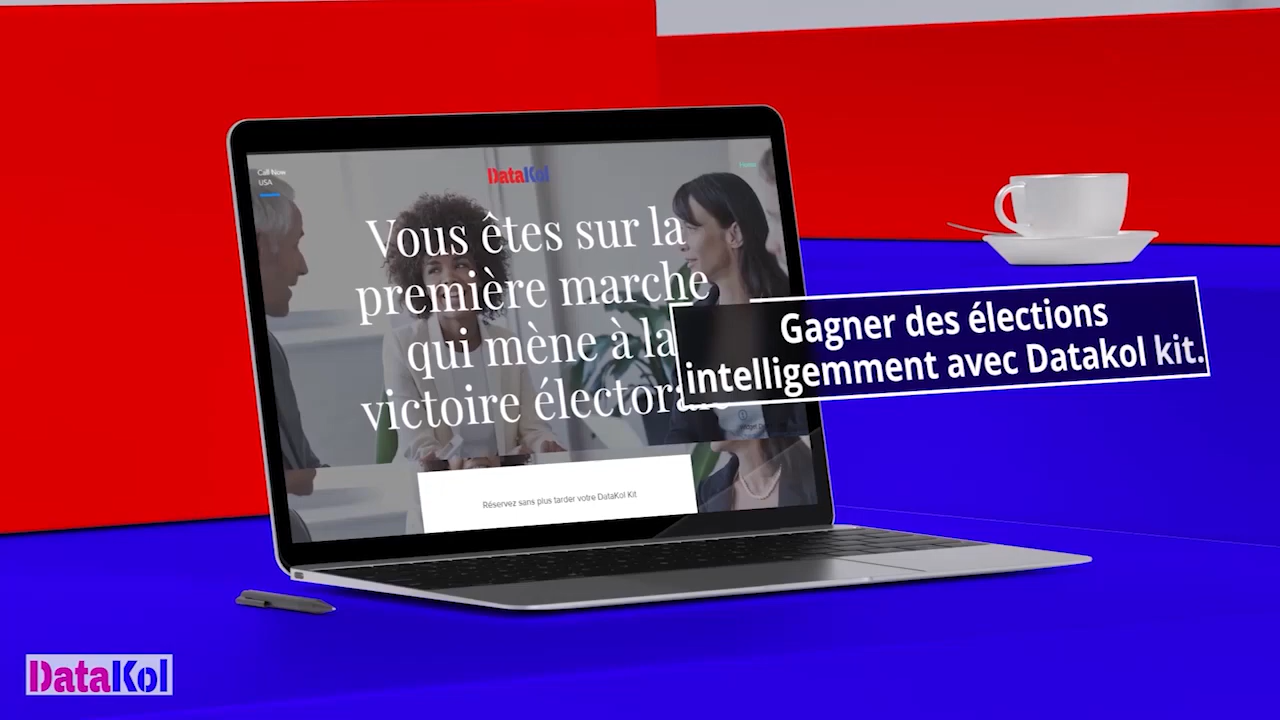 Call Now
USA
DataKol
Vous êtes sur la
première marche
qui mène à la
victoire
Gagner des élections
intelligemment avec Datakol kit.
Réservez sans plus tarder votre DataKol Kit
DataKol